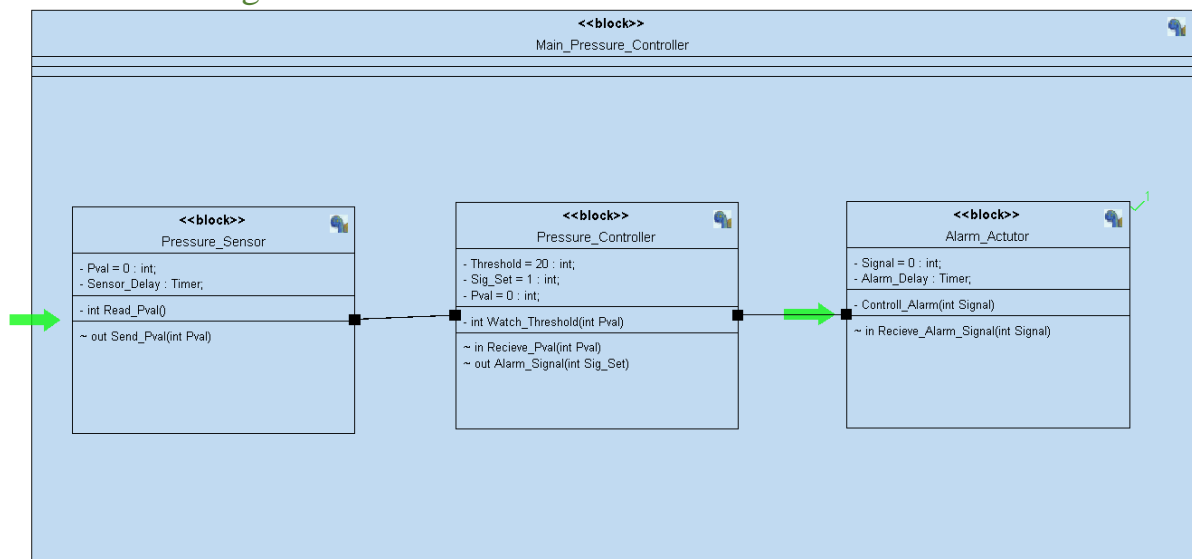 <<block>>
Main_Pressure_Controller
<<block>>
Pressure_Sensor
- Pval = 0 : int;
- Sensor_Delay : Timer;
- int Read_Pval()
~ out Send_Pval(int Pval)
<<block>>
Pressure_Controller
- Threshold = 20 : int;
- Sig_Set = 1 : int;
- Pval = 0 : int;
- int Watch_Threshold(int Pval)
~ in Recieve_Pval(int Pval)
~ out Alarm_Signal(int Sig_Set)
1
<<block>>
Alarm_Actutor
- Signal = 0 : int;
- Alarm_Delay : Timer;
- Controll_Alarm(int Signal)
~ in Recieve_Alarm_Signal(int Signal)